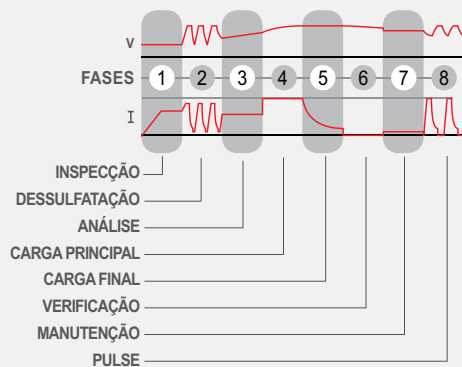 V
FASES 1 2 3 4 5 6 7 8
I
INSPECÇÃO
DESSULFATAÇÃO
ANÁLISE
CARGA PRINCIPAL
CARGA FINAL
VERIFICAÇÃO
MANUTENÇÃO
PULSE